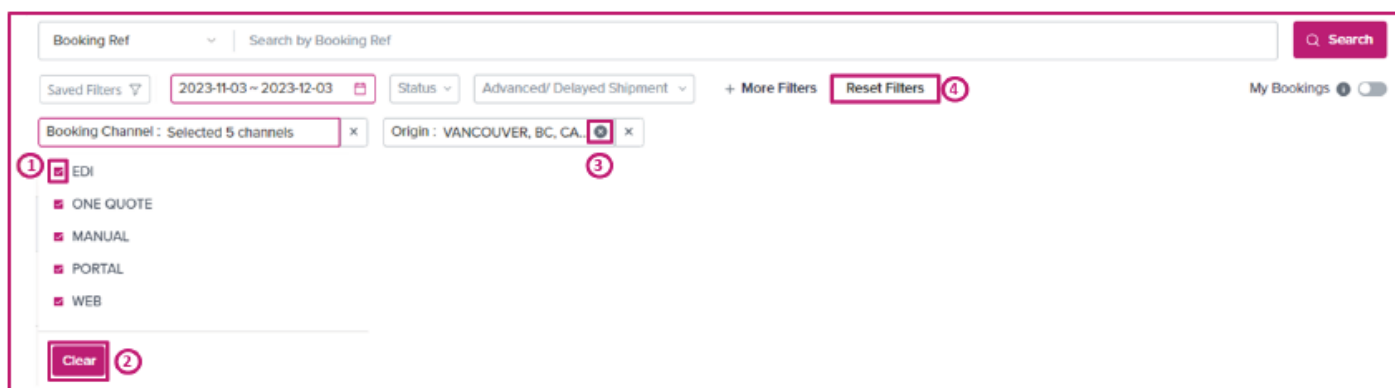 Booking Ref Search by Booking Ref Search
Saved Filters 2023-11-03 ~ 2023-12-03 Status Advanced/ Delayed Shipment + More Filters Reset Filters 4 My Bookings
Booking Channel : Selected 5 channels × Origin : VANCOUVER, BC, CA.. ×
1 EDI 3
ONE QUOTE
MANUAL
PORTAL
WEB
Clear 2